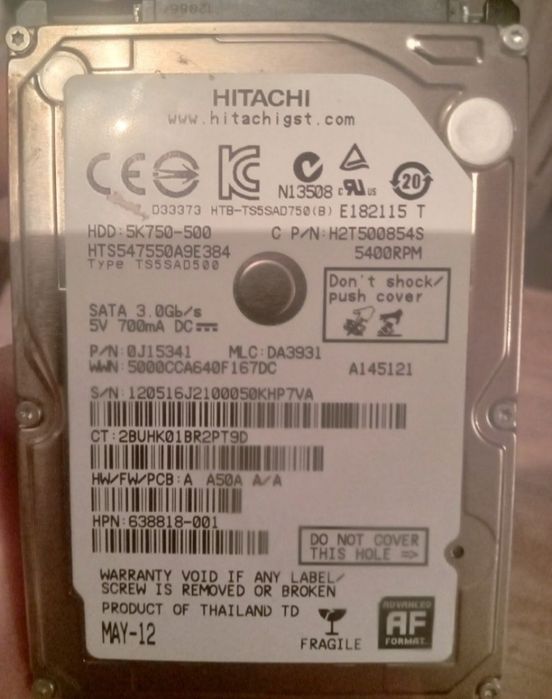 HITACHI
www.hitachigst.com
CE
N13508 c US
20
D33373 HTB-TS5SAD750(B) E182115 T
HDD:5K750-500 C P/N:H2T500854S
HTS547550A9E384 5400RPM
Type TS5SAD500
Don't shock/
push cover
SATA 3.0Gb/s
5V 700mA DC
P/N:0J15341 MLC:DA3931
WWN:5000CCA640F167DC A145121
S/N:120516J2100050KHP7VA
CT:2BUHK01BR2PT9D
HW/FW/PCB:A A50A A/A
HPN:638818-001
DO NOT COVER
THIS HOLE ⇨
WARRANTY VOID IF ANY LABEL/
SCREW IS REMOVED OR BROKEN
PRODUCT OF THAILAND TD
MAY-12
FRAGILE
ADVANCED
AF
FORMAT